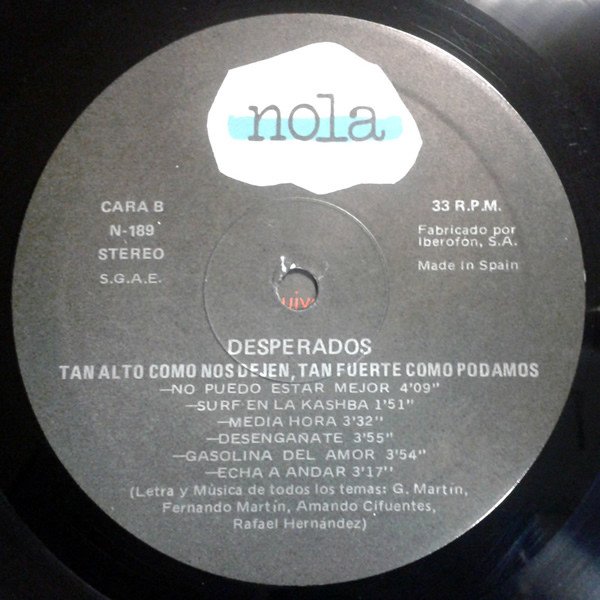 nola
CARA B
N-189
STEREO
S.G.A.E.
33 R.P.M.
Fabricado por
Iberofón, S.A.
Made In Spain
DESPERADOS
TAN ALTO COMO NOS DEJEN, TAN FUERTE COMO PODAMOS
—NO PUEDO ESTAR MEJOR 4'09"
—SURF EN LA KASHBA 1'51"
—MEDIA HORA 3'32"
—DESENGAÑATE 3'55"
—GASOLINA DEL AMOR 3'54"
—ECHA A ANDAR 3'17"
(Letra y Música de todos los temas: G. Martín,
Fernando Martín, Amando Cifuentes,
Rafael Hernández)